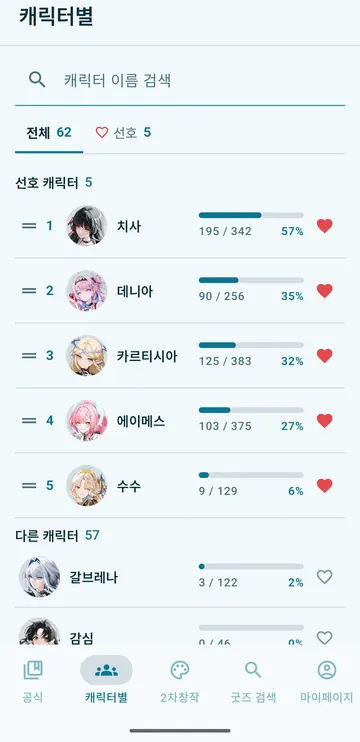 캐릭터별
캐릭터 이름 검색
전체 62 선호 5
선호 캐릭터 5
1 치사 195 / 342 57%
2 데니아 90 / 256 35%
3 카르티시아 125 / 383 32%
4 에이메스 103 / 375 27%
5 수수 9 / 129 6%
다른 캐릭터 57
갈브레나 3 / 122 2%
감심 0 / 46 0%
공식 캐릭터별 2차창작 굿즈 검색 마이페이지